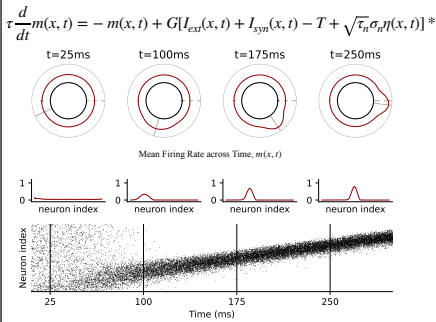 τ d/dt m(x, t) = − m(x, t) + G[I_ext(x, t) + I_syn(x, t) − T + √τ_n σ_n η(x, t)] *
t=25ms t=100ms t=175ms t=250ms
Mean Firing Rate across Time, m(x, t)
1 1 1 1
0 0 0 0
neuron index neuron index neuron index neuron index
Neuron index
25 100 175 250
Time (ms)